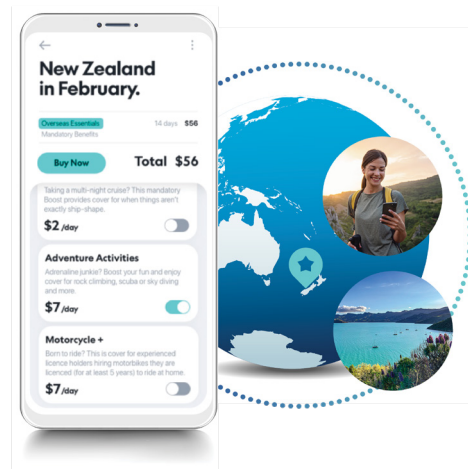 New Zealand
in February.
Overseas Essentials 14 days $56
Mandatory Benefits
Buy Now Total $56
Taking a multi-night cruise? This mandatory
Boost provides cover for when things aren't
exactly ship-shape.
$2 /day
Adventure Activities
Adrenaline junkie? Boost your fun and enjoy
cover for rock climbing, scuba or sky diving
and more.
$7 /day
Motorcycle +
Born to ride? This is cover for experienced
licence holders hiring motorbikes they are
licenced (for at least 5 years) to ride at home.
$7 /day